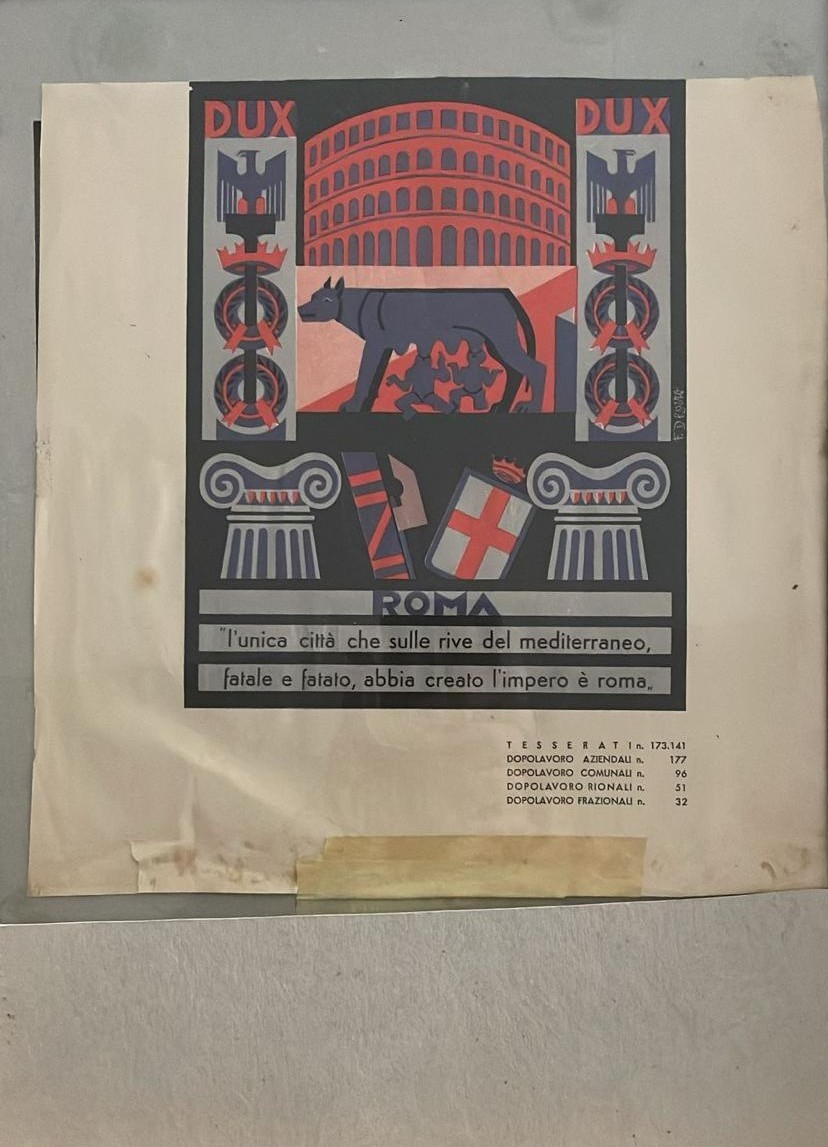 DUX
DUX
ROMA
"l'unica città che sulle rive del mediterraneo,
fatale e fatato, abbia creato l'impero è roma„
TESSERATI n. 173.141
DOPOLAVORO AZIENDALI n. 177
DOPOLAVORO COMUNALI n. 96
DOPOLAVORO RIONALI n. 51
DOPOLAVORO FRAZIONALI n. 32